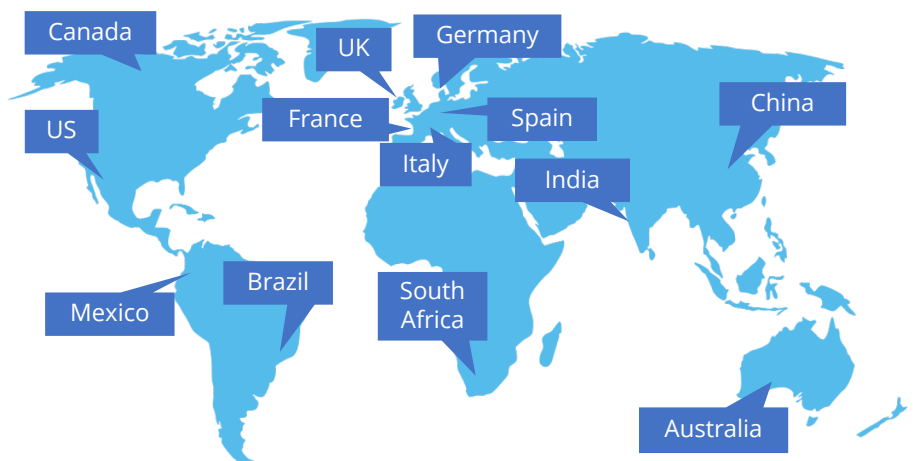 Canada
UK
Germany
US
France
Spain
China
Italy
India
Brazil
Mexico
South
Africa
Australia